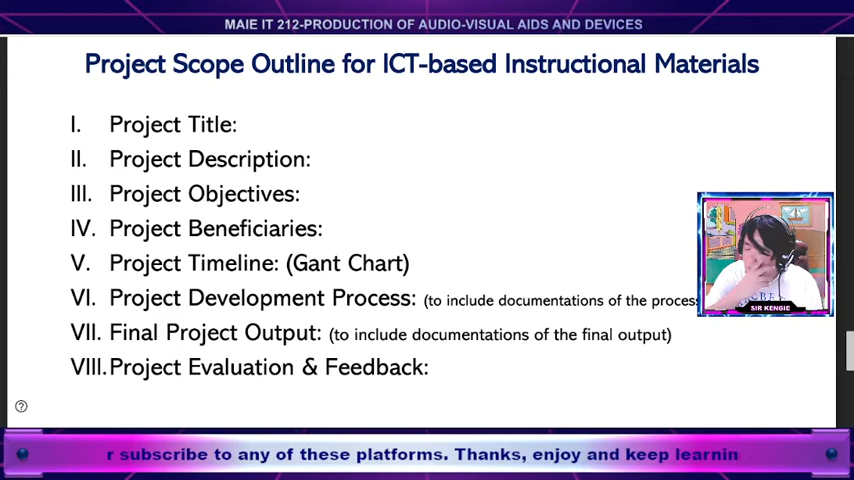 MAIE IT 212-PRODUCTION OF AUDIO-VISUAL AIDS AND DEVICES
Project Scope Outline for ICT-based Instructional Materials
I. Project Title:
II. Project Description:
III. Project Objectives:
IV. Project Beneficiaries:
V. Project Timeline: (Gant Chart)
VI. Project Development Process: (to include documentations of the process
VII. Final Project Output: (to include documentations of the final output)
VIII. Project Evaluation & Feedback:
SIR KENGIE
r subscribe to any of these platforms. Thanks, enjoy and keep learnin